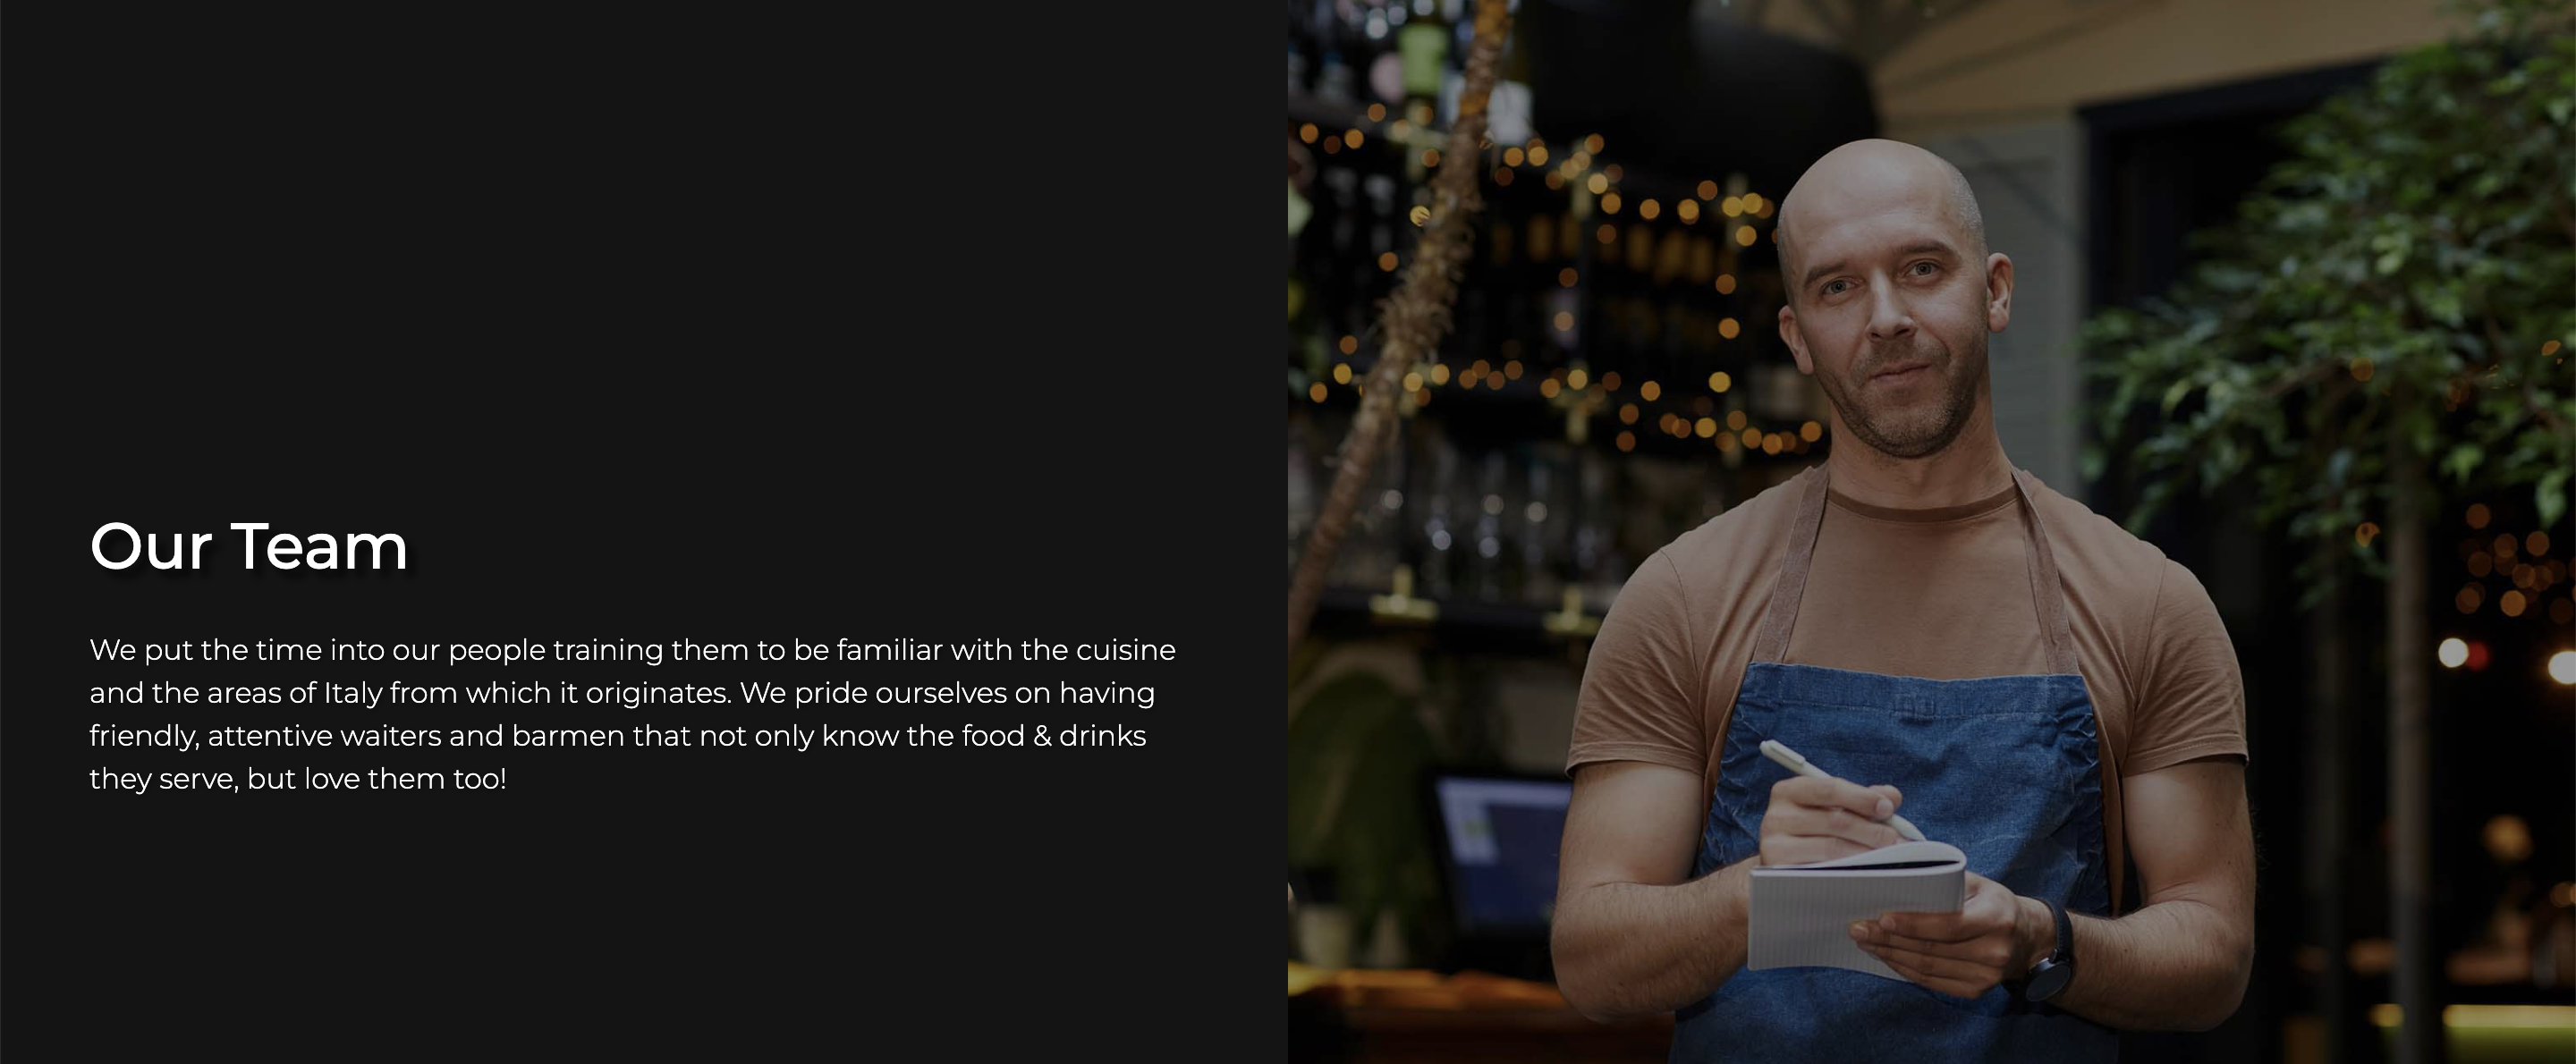 Our Team
We put the time into our people training them to be familiar with the cuisine
and the areas of Italy from which it originates. We pride ourselves on having
friendly, attentive waiters and barmen that not only know the food & drinks
they serve, but love them too!